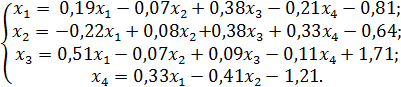 x₁ = 0,19x₁ − 0,07x₂ + 0,38x₃ − 0,21x₄ − 0,81;
x₂ = −0,22x₁ + 0,08x₂+0,38x₃ + 0,33x₄ − 0,64;
x₃ = 0,51x₁ − 0,07x₂ + 0,09x₃ − 0,11x₄ + 1,71;
x₄ = 0,33x₁ − 0,41x₂ − 1,21.